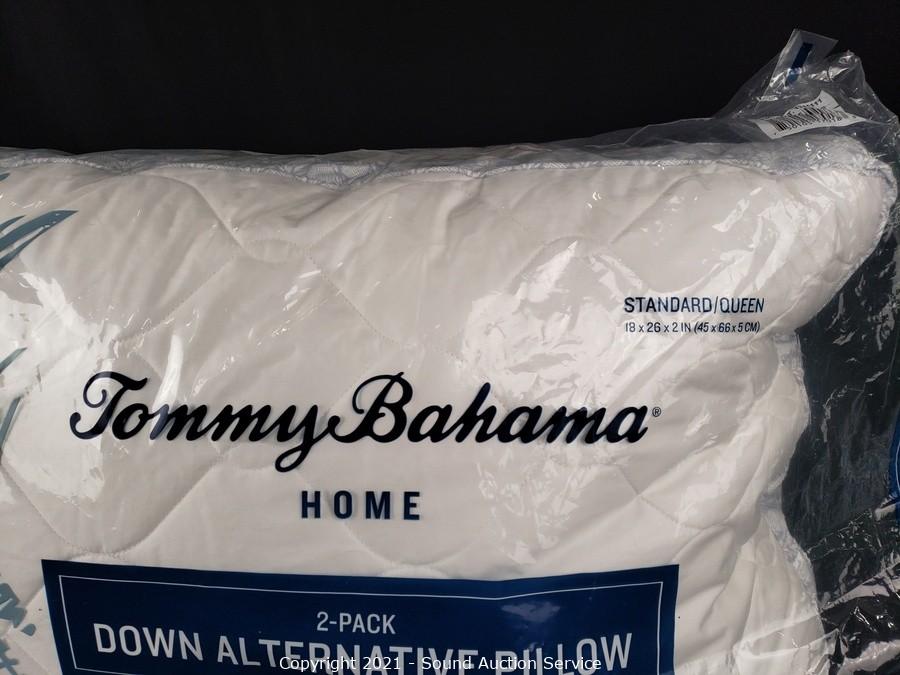 STANDARD/QUEEN
18 x 26 x 2 IN (45 x 66 x 5 CM)
Tommy Bahama®
HOME
2-PACK
DOWN ALTERNATIVE PILLOW
Copyright 2021 - Sound Auction Service